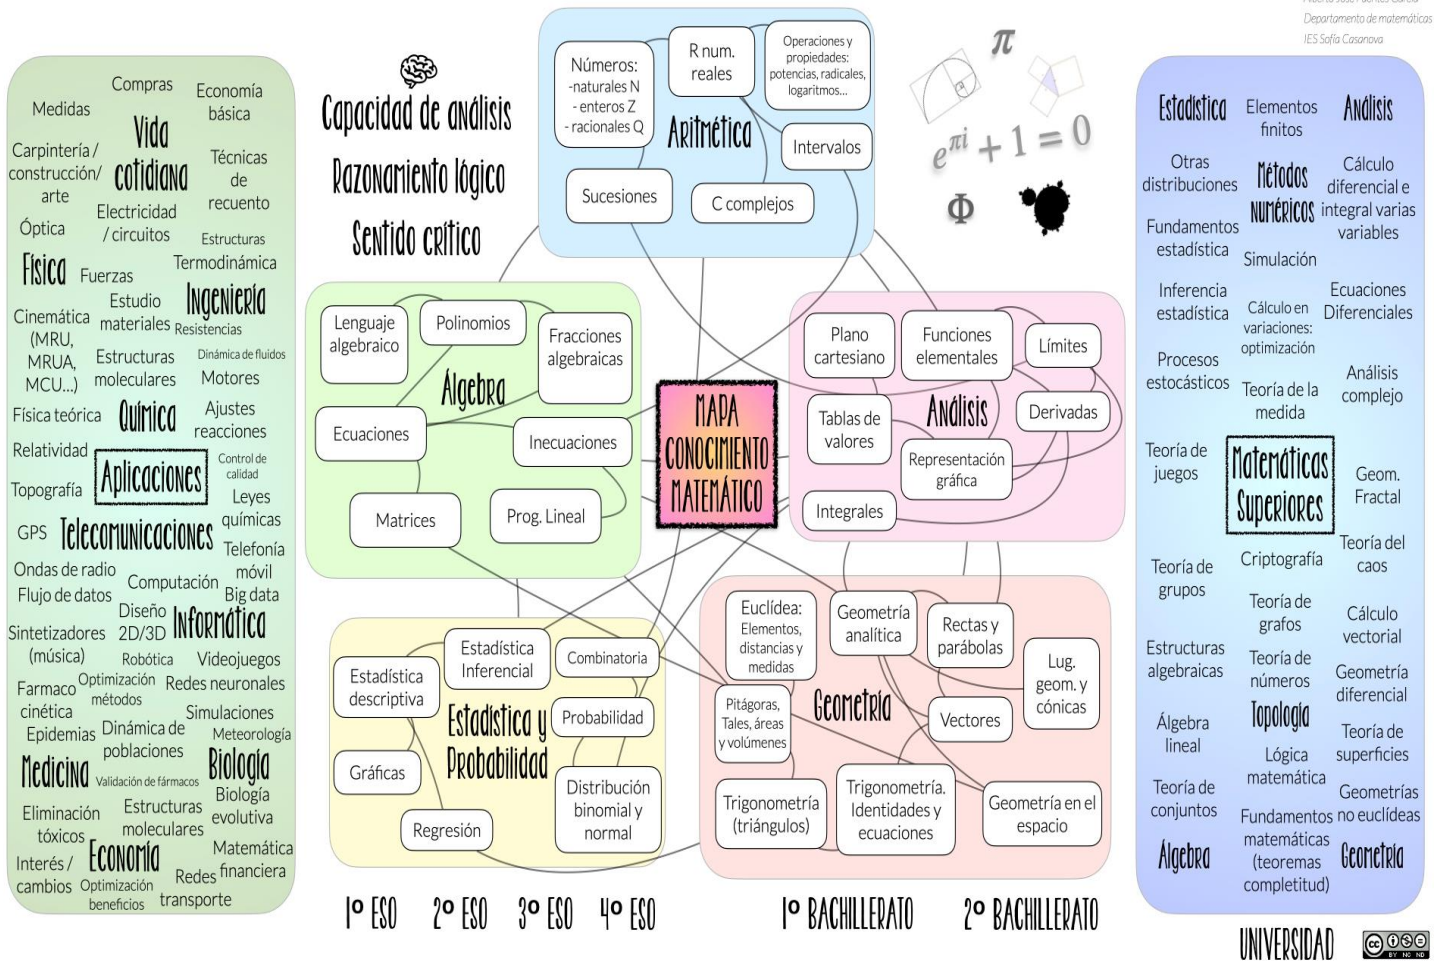 Departamento de matemáticas
IES Sofía Casanova
Compras
Economía
básica
Medidas
Vida
cotidiana
Carpintería /
construcción/
arte
Técnicas
de
recuento
Electricidad
/ circuitos
Óptica
Estructuras
Termodinámica
Física
Fuerzas
Ingeniería
Estudio
materiales
Cinemática
(MRU,
MRUA,
MCU...)
Resistencias
Estructuras
moleculares
Dinámica de fluidos
Motores
Física teórica
Química
Ajustes
reacciones
Relatividad
Aplicaciones
Control de
calidad
Topografía
Leyes
químicas
GPS
Telecomunicaciones
Telefonía
móvil
Ondas de radio
Computación
Flujo de datos
Big data
Diseño
2D/3D
Informática
Sintetizadores
(música)
Robótica
Videojuegos
Farmaco
cinética
Optimización
métodos
Redes neuronales
Simulaciones
Epidemias
Dinámica de
poblaciones
Meteorología
Medicina
Validación de fármacos
Biología
Biología
evolutiva
Eliminación
tóxicos
Estructuras
moleculares
Economía
Matemática
financiera
Interés /
cambios
Optimización
beneficios
Redes
transporte
Capacidad de análisis
Razonamiento lógico
Sentido crítico
Números:
-naturales N
- enteros Z
- racionales Q
R num.
reales
Operaciones y
propiedades:
potencias, radicales,
logaritmos...
Aritmética
Intervalos
Sucesiones
C complejos
π
e^{πi} + 1 = 0
Φ
Lenguaje
algebraico
Polinomios
Fracciones
algebraicas
Álgebra
Ecuaciones
Inecuaciones
Matrices
Prog. Lineal
MAPA
CONOCIMIENTO
MATEMÁTICO
Plano
cartesiano
Funciones
elementales
Límites
Tablas de
valores
Análisis
Derivadas
Representación
gráfica
Integrales
Estadística
descriptiva
Estadística
Inferencial
Combinatoria
Estadística y
Probabilidad
Probabilidad
Gráficas
Distribución
binomial y
normal
Regresión
Euclídea:
Elementos,
distancias y
medidas
Geometría
analítica
Rectas y
parábolas
Lug.
geom. y
cónicas
Pitágoras,
Tales, áreas
y volúmenes
Geometría
Vectores
Trigonometría
(triángulos)
Trigonometría.
Identidades y
ecuaciones
Geometría en el
espacio
1º ESO
2º ESO
3º ESO
4º ESO
1º BACHILLERATO
2º BACHILLERATO
Estadística
Elementos
finitos
Análisis
Otras
distribuciones
Métodos
numéricos
Cálculo
diferencial e
integral varias
variables
Fundamentos
estadística
Simulación
Inferencia
estadística
Cálculo en
variaciones:
optimización
Ecuaciones
Diferenciales
Procesos
estocásticos
Teoría de la
medida
Análisis
complejo
Teoría de
juegos
Matemáticas
Superiores
Geom.
Fractal
Teoría de
grupos
Criptografía
Teoría del
caos
Teoría de
grafos
Cálculo
vectorial
Estructuras
algebraicas
Teoría de
números
Geometría
diferencial
Álgebra
lineal
Topología
Teoría de
superficies
Lógica
matemática
Teoría de
conjuntos
Geometrías
no euclídeas
Fundamentos
matemáticas
(teoremas
completitud)
Álgebra
Geometría
UNIVERSIDAD
cc
BY NC ND